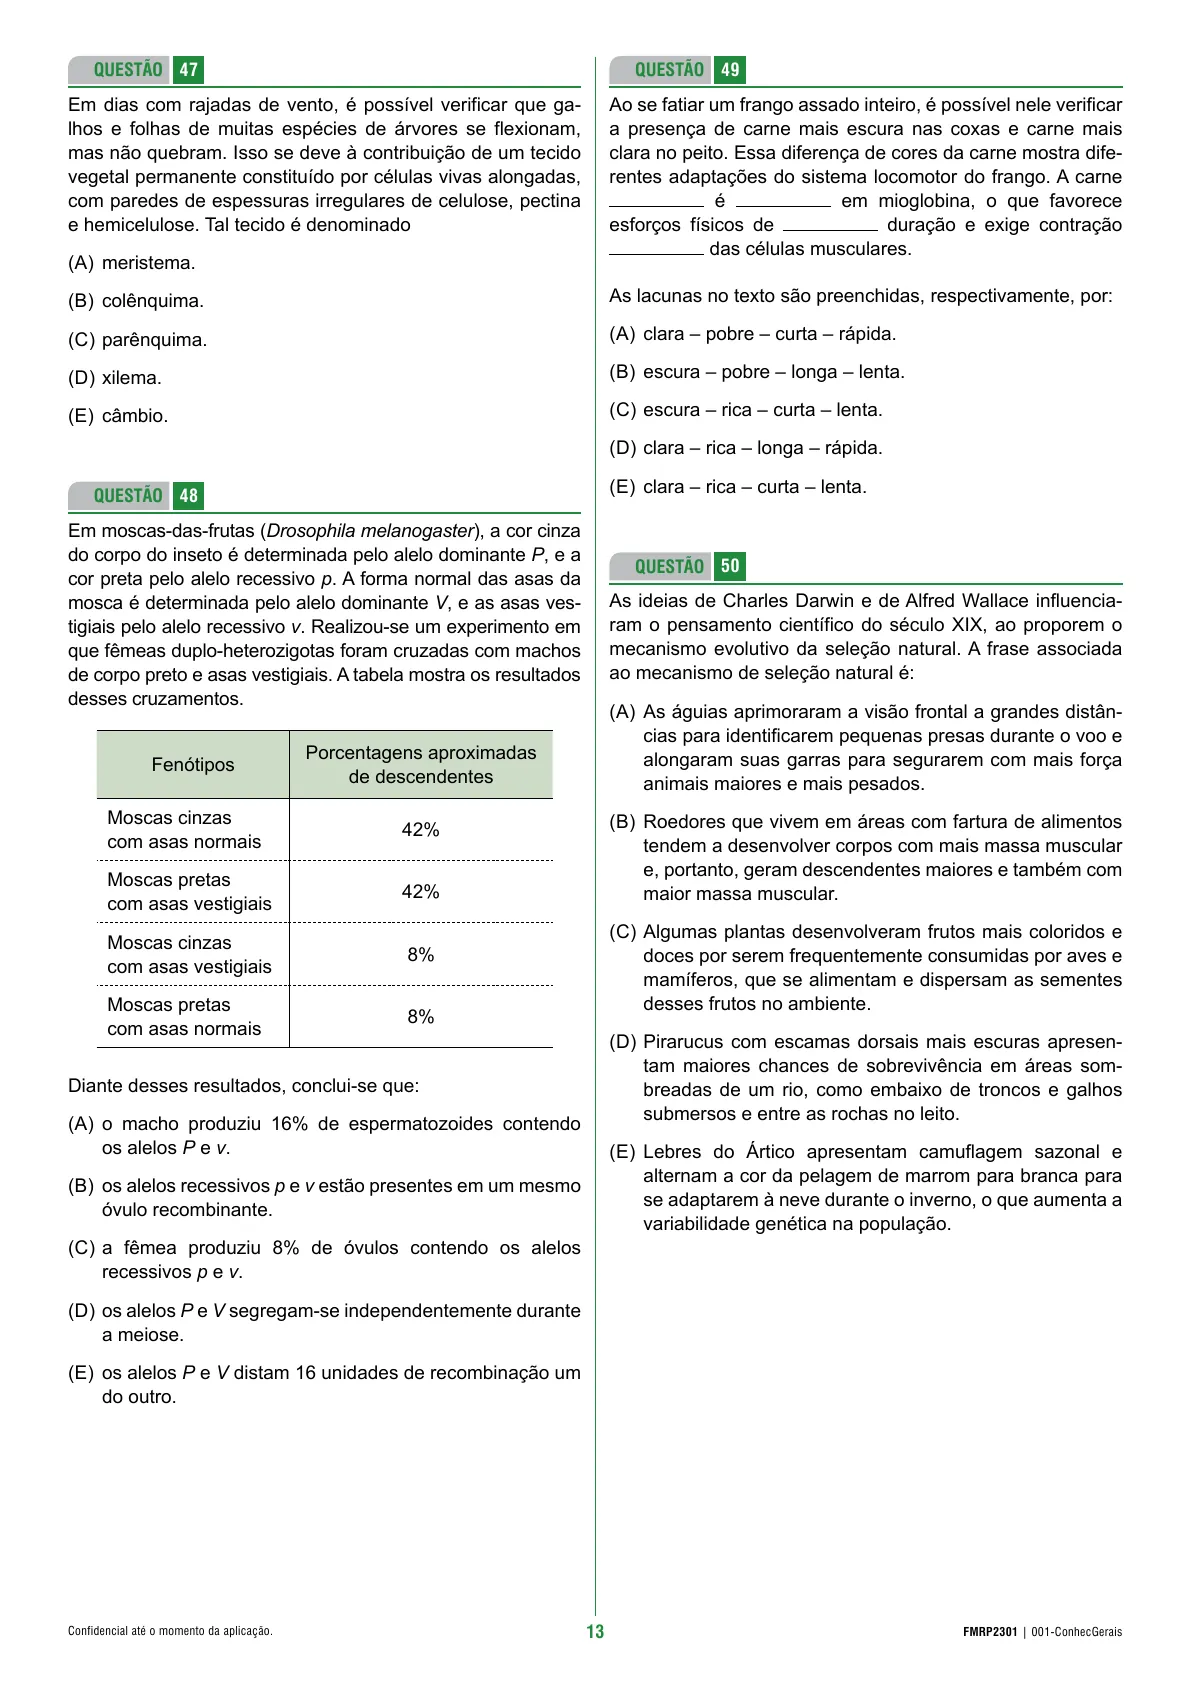 QUESTÃO 47
Em dias com rajadas de vento, é possível verificar que ga-
lhos e folhas de muitas espécies de árvores se flexionam,
mas não quebram. Isso se deve à contribuição de um tecido
vegetal permanente constituído por células vivas alongadas,
com paredes de espessuras irregulares de celulose, pectina
e hemicelulose. Tal tecido é denominado
(A) meristema.
(B) colênquima.
(C) parênquima.
(D) xilema.
(E) câmbio.
QUESTÃO 48
Em moscas-das-frutas (Drosophila melanogaster), a cor cinza
do corpo do inseto é determinada pelo alelo dominante P, e a
cor preta pelo alelo recessivo p. A forma normal das asas da
mosca é determinada pelo alelo dominante V, e as asas ves-
tigiais pelo alelo recessivo v. Realizou-se um experimento em
que fêmeas duplo-heterozigotas foram cruzadas com machos
de corpo preto e asas vestigiais. A tabela mostra os resultados
desses cruzamentos.
Fenótipos
Porcentagens aproximadas
de descendentes
Moscas cinzas
com asas normais
42%
Moscas pretas
com asas vestigiais
42%
Moscas cinzas
com asas vestigiais
8%
Moscas pretas
com asas normais
8%
Diante desses resultados, conclui-se que:
(A) o macho produziu 16% de espermatozoides contendo
os alelos P e v.
(B) os alelos recessivos p e v estão presentes em um mesmo
óvulo recombinante.
(C) a fêmea produziu 8% de óvulos contendo os alelos
recessivos p e v.
(D) os alelos P e V segregam-se independentemente durante
a meiose.
(E) os alelos P e V distam 16 unidades de recombinação um
do outro.
QUESTÃO 49
Ao se fatiar um frango assado inteiro, é possível nele verificar
a presença de carne mais escura nas coxas e carne mais
clara no peito. Essa diferença de cores da carne mostra dife-
rentes adaptações do sistema locomotor do frango. A carne
_________ é _________ em mioglobina, o que favorece
esforços físicos de _________ duração e exige contração
_________ das células musculares.
As lacunas no texto são preenchidas, respectivamente, por:
(A) clara – pobre – curta – rápida.
(B) escura – pobre – longa – lenta.
(C) escura – rica – curta – lenta.
(D) clara – rica – longa – rápida.
(E) clara – rica – curta – lenta.
QUESTÃO 50
As ideias de Charles Darwin e de Alfred Wallace influencia-
ram o pensamento científico do século XIX, ao proporem o
mecanismo evolutivo da seleção natural. A frase associada
ao mecanismo de seleção natural é:
(A) As águias aprimoraram a visão frontal a grandes distân-
cias para identificarem pequenas presas durante o voo e
alongaram suas garras para segurarem com mais força
animais maiores e mais pesados.
(B) Roedores que vivem em áreas com fartura de alimentos
tendem a desenvolver corpos com mais massa muscular
e, portanto, geram descendentes maiores e também com
maior massa muscular.
(C) Algumas plantas desenvolveram frutos mais coloridos e
doces por serem frequentemente consumidas por aves e
mamíferos, que se alimentam e dispersam as sementes
desses frutos no ambiente.
(D) Pirarucus com escamas dorsais mais escuras apresen-
tam maiores chances de sobrevivência em áreas som-
breadas de um rio, como embaixo de troncos e galhos
submersos e entre as rochas no leito.
(E) Lebres do Ártico apresentam camuflagem sazonal e
alternam a cor da pelagem de marrom para branca para
se adaptarem à neve durante o inverno, o que aumenta a
variabilidade genética na população.
Confidencial até o momento da aplicação.
13
FMRP2301 | 001-ConhecGerais